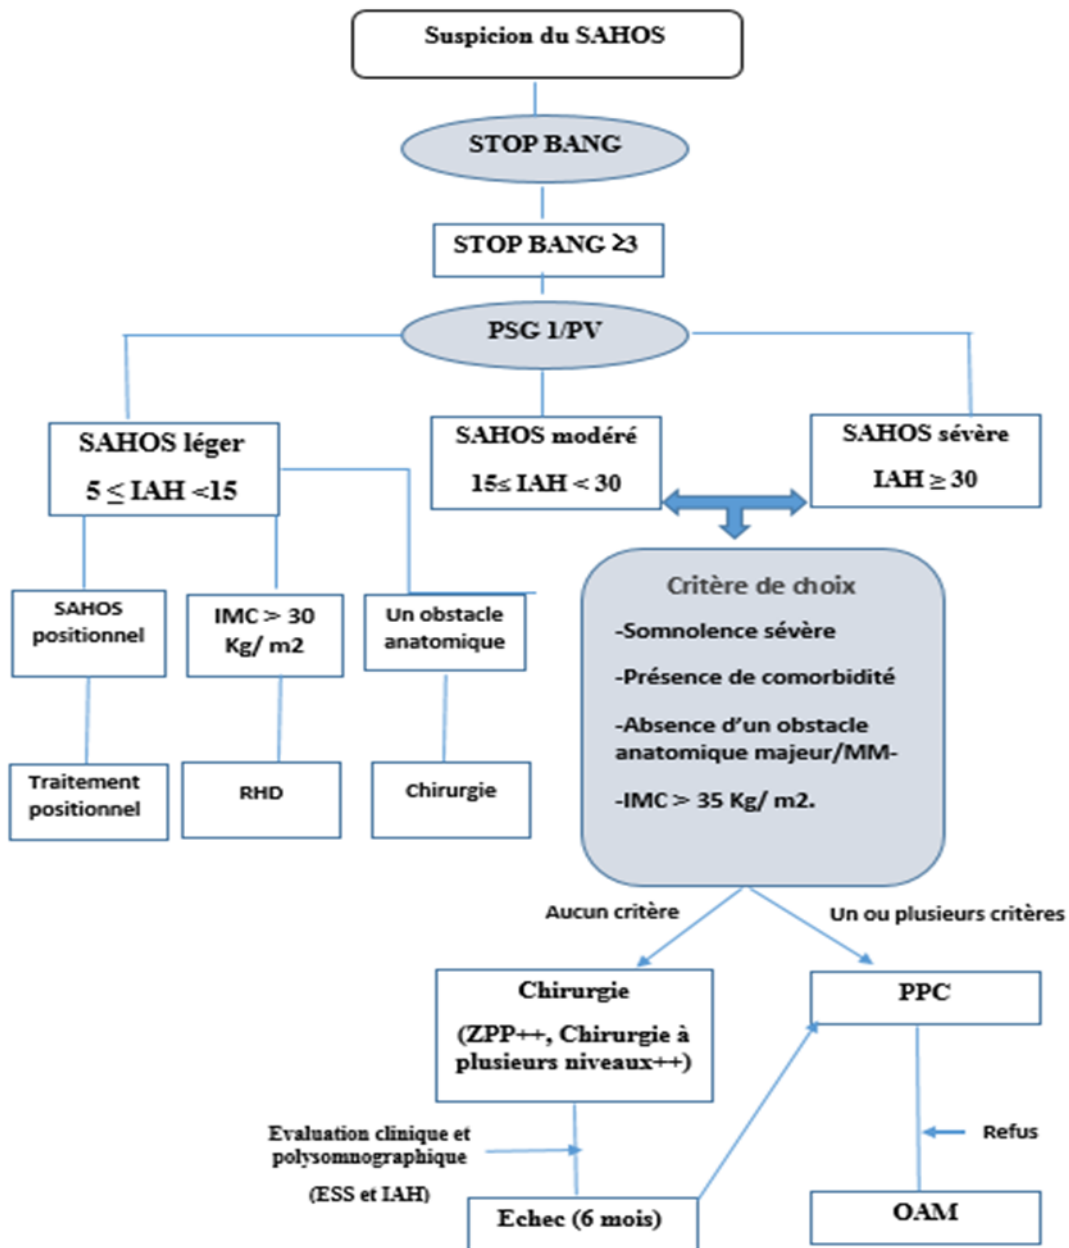 Suspicion du SAHOS
STOP BANG
STOP BANG ≥3
PSG 1/PV
SAHOS léger
5 ≤ IAH <15
SAHOS modéré
15≤ IAH < 30
SAHOS sévère
IAH ≥ 30
SAHOS
positionnel
IMC > 30
Kg/ m2
Un obstacle
anatomique
Critère de choix
-Somnolence sévère
-Présence de comorbidité
-Absence d’un obstacle
anatomique majeur/MM-
-IMC > 35 Kg/ m2.
Traitement
positionnel
RHD
Chirurgie
Aucun critère
Un ou plusieurs critères
Chirurgie
(ZPP++, Chirurgie à
plusieurs niveaux++)
PPC
Evaluation clinique et
polysomnographique
(ESS et IAH)
Refus
Echec (6 mois)
OAM